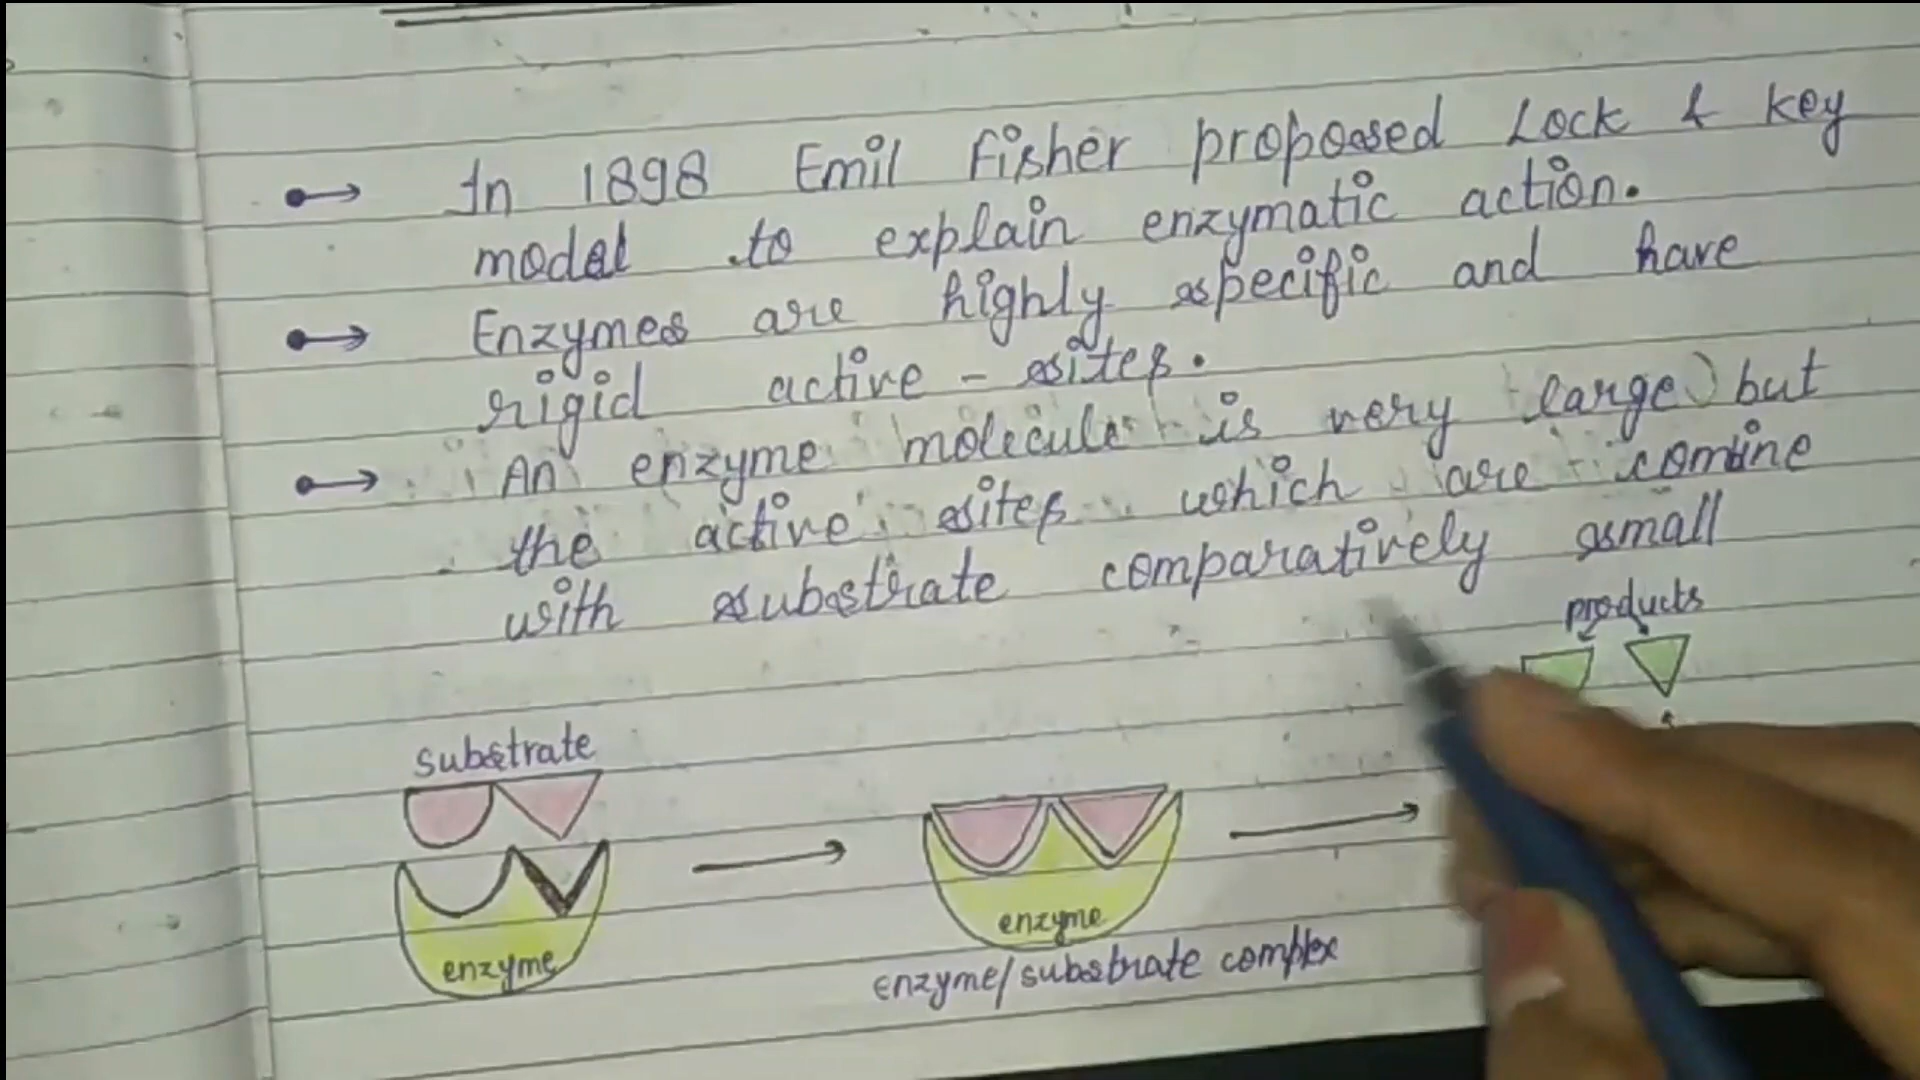 In 1898 Emil Fisher proposed Lock & key
model to explain enzymatic action.
Enzymes are highly specific and have
rigid active-sites.
An enzyme molecule is very large but
the active sites which are combine
with substrate comparatively small
products
substrate
enzyme
enzyme
enzyme/substrate complex